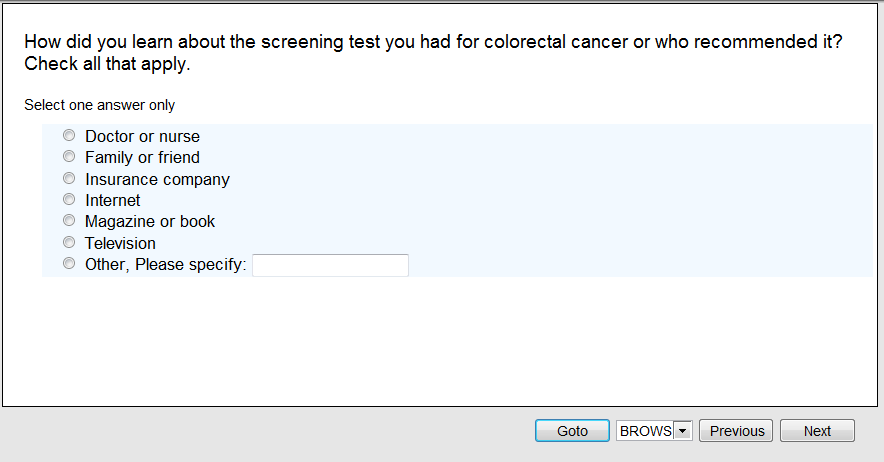 How did you learn about the screening test you had for colorectal cancer or who recommended it?
Check all that apply.
Select one answer only
Doctor or nurse
Family or friend
Insurance company
Internet
Magazine or book
Television
Other, Please specify:
Goto BROWS Previous Next